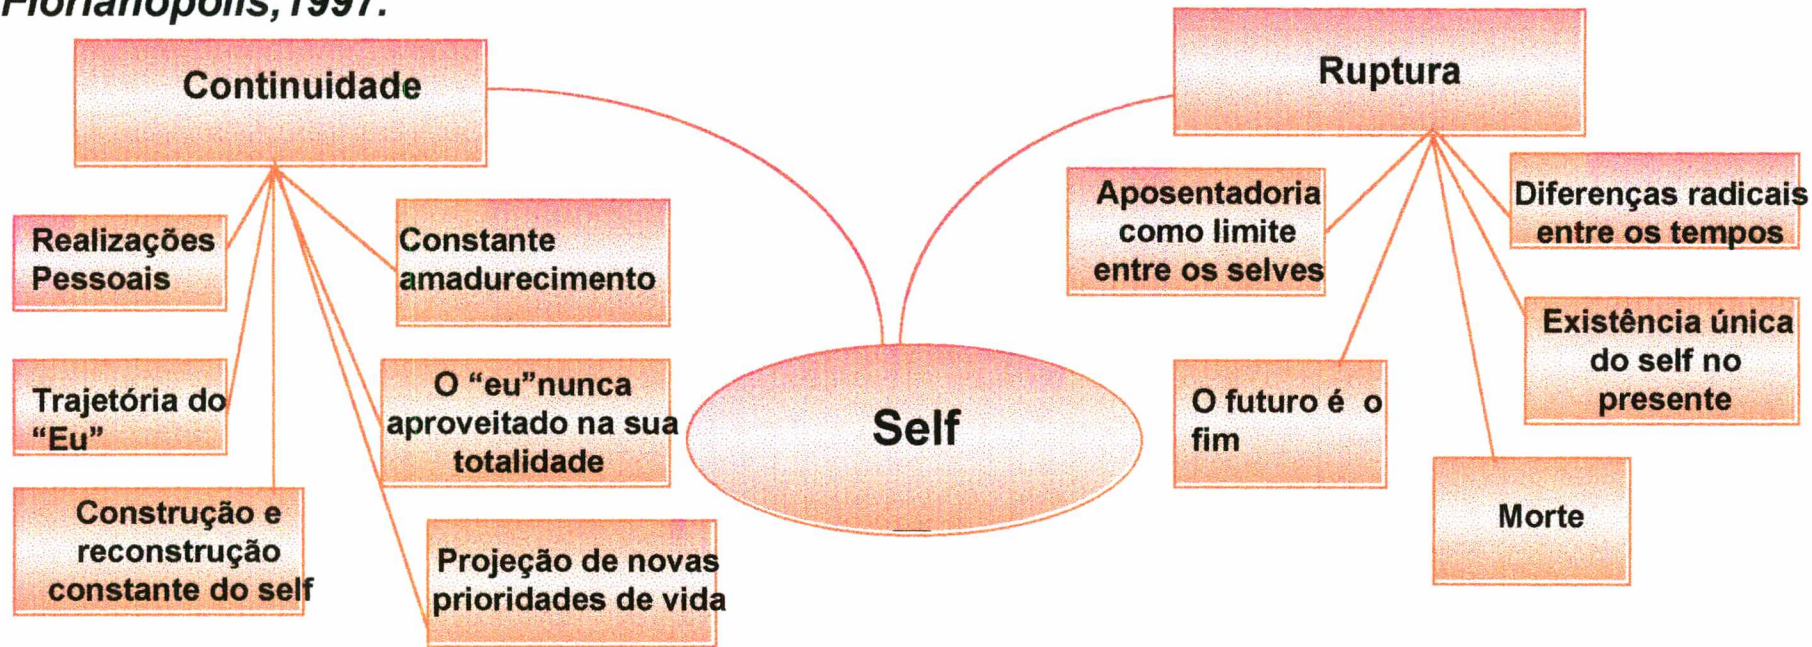 Florianópolis, 1997.
Continuidade
Realizações
Pessoais
Constante
amadurecimento
Trajetória do
“Eu”
O “eu”nunca
aproveitado na sua
totalidade
Construção e
reconstrução
constante do self
Projeção de novas
prioridades de vida
Self
Ruptura
Aposentadoria
como limite
entre os selves
Diferenças radicais
entre os tempos
Existência única
do self no
presente
O futuro é o
fim
Morte